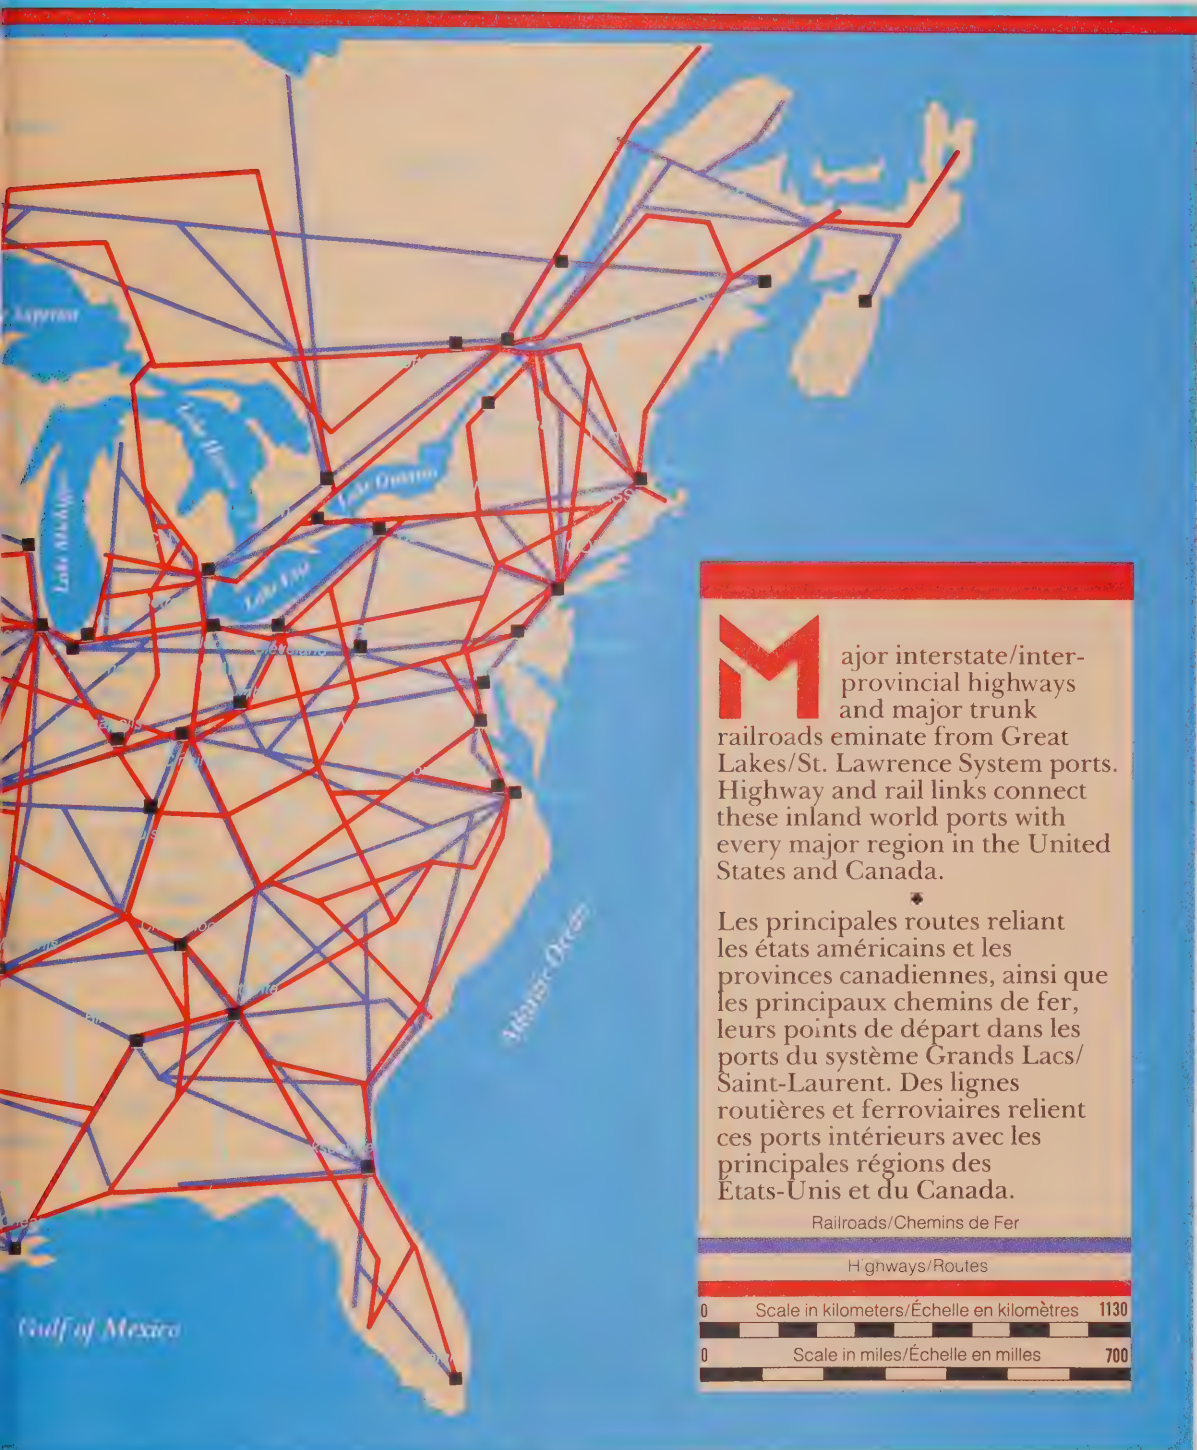 Lake Michigan
Lake Ontario
Lake Erie
Cleveland
Atlantic Ocean
Gulf of Mexico
Major interstate/inter-
provincial highways
and major trunk
railroads eminate from Great
Lakes/St. Lawrence System ports.
Highway and rail links connect
these inland world ports with
every major region in the United
States and Canada.
Les principales routes reliant
les états américains et les
provinces canadiennes, ainsi que
les principaux chemins de fer,
leurs points de départ dans les
ports du système Grands Lacs/
Saint-Laurent. Des lignes
routières et ferroviaires relient
ces ports intérieurs avec les
principales régions des
États-Unis et du Canada.
Railroads/Chemins de Fer
Highways/Routes
0 Scale in kilometers/Échelle en kilomètres 1130
0 Scale in miles/Échelle en milles 700